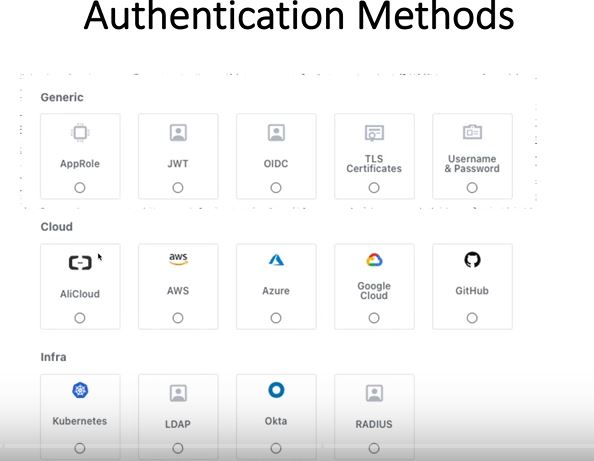 Authentication Methods
Generic
AppRole
JWT
OIDC
TLS
Certificates
Username
& Password
Cloud
AliCloud
aws
AWS
Azure
Google
Cloud
GitHub
Infra
Kubernetes
LDAP
Okta
RADIUS